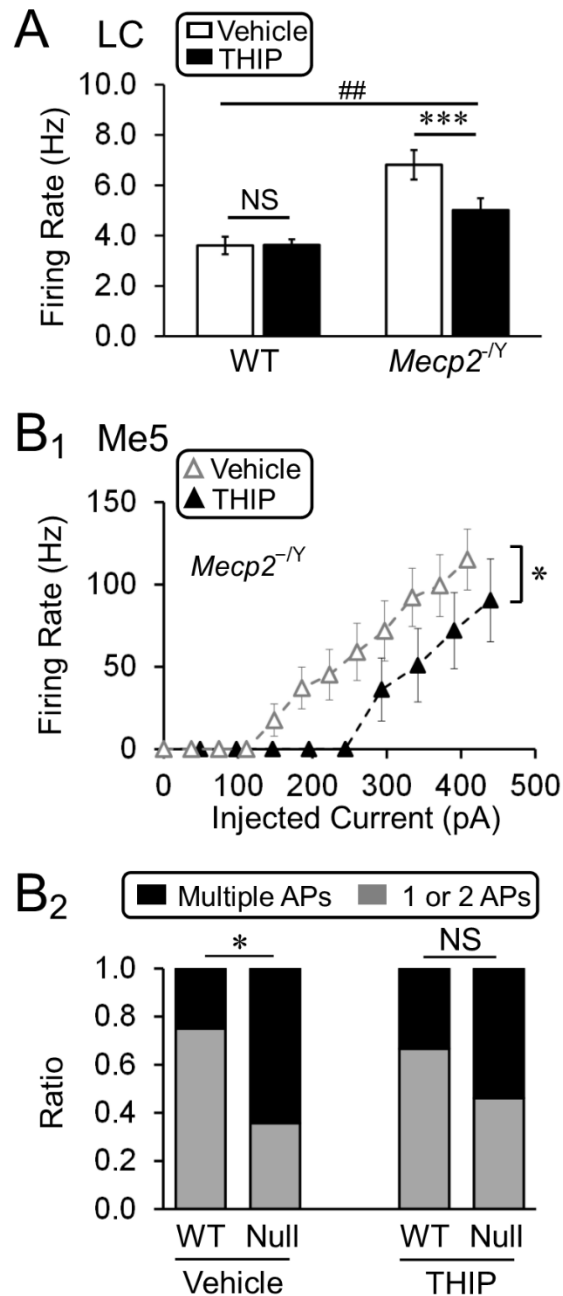 A LC
Vehicle
THIP
10.0
8.0
6.0
4.0
2.0
0.0
Firing Rate (Hz)
##
***
NS
WT
Mecp2-/Y
B1 Me5
Vehicle
THIP
150
100
50
0
Firing Rate (Hz)
Mecp2–/Y
*
0 100 200 300 400 500
Injected Current (pA)
B2
Multiple APs 1 or 2 APs
*
NS
1.0
0.8
0.6
0.4
0.2
0.0
Ratio
WT Null WT Null
Vehicle THIP